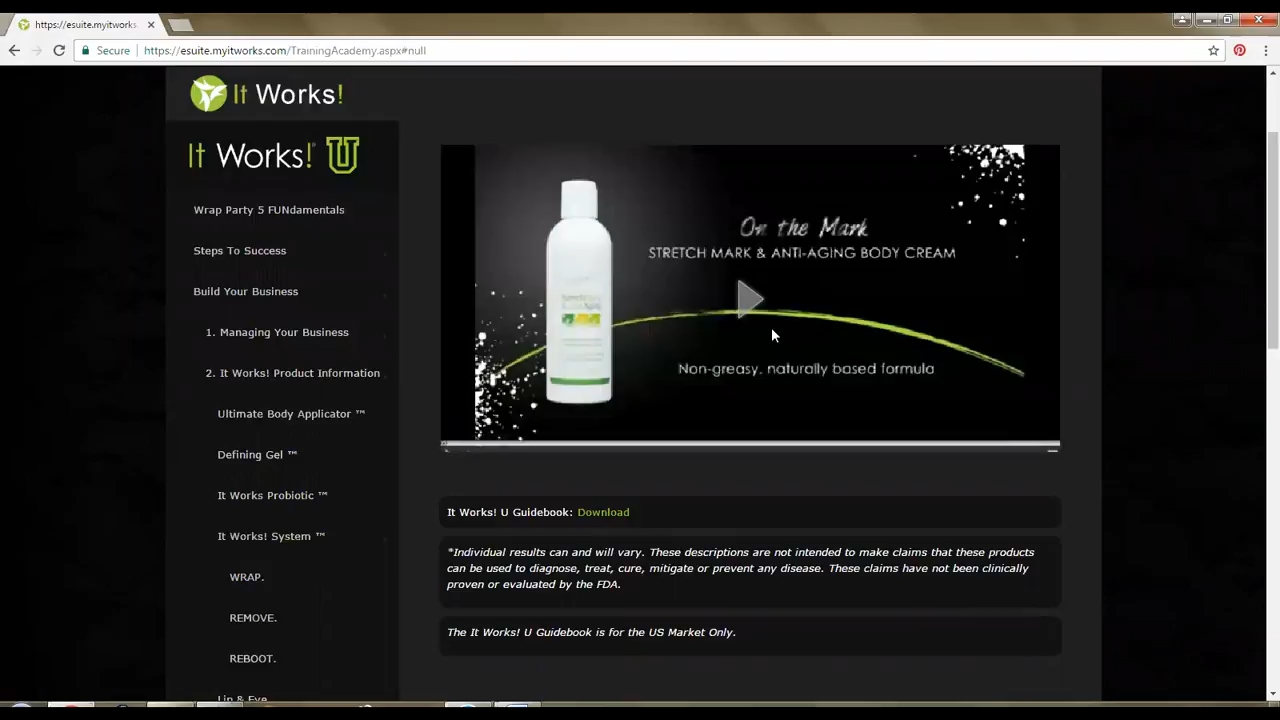 https://esuite.myitworks
Secure
https://esuite.myitworks.com/TrainingAcademy.aspx#null
It Works!
It Works! U
Wrap Party 5 FUNdamentals
Steps To Success
Build Your Business
1. Managing Your Business
2. It Works! Product Information
Ultimate Body Applicator ™
Defining Gel ™
It Works Probiotic ™
It Works! System ™
WRAP.
REMOVE.
REBOOT.
Lip & Eye
On the Mark
STRETCH MARK & ANTI-AGING BODY CREAM
Non-greasy, naturally based formula
It Works! U Guidebook: Download
*Individual results can and will vary. These descriptions are not intended to make claims that these products
can be used to diagnose, treat, cure, mitigate or prevent any disease. These claims have not been clinically
proven or evaluated by the FDA.
The It Works! U Guidebook is for the US Market Only.